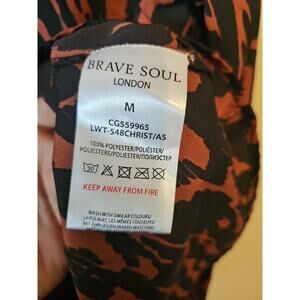 BRAVE SOUL
LONDON
M
CG559965
LWT-548CHRIST/AS
100% POLYESTER/POLIÉSTER/
POLIESTERE/POLYESTER/ПОЛИЭСТЕР
KEEP AWAY FROM FIRE
WASH WITH SIMILAR COLOURS/
LAVER AVEC LES MÊMES COULEURS/
MIT ÄHNLICHEN FARBEN WASCHEN/